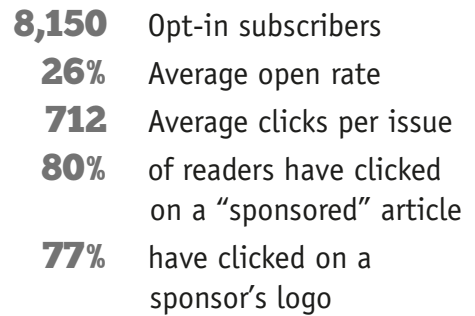 8,150 Opt-in subscribers
26% Average open rate
712 Average clicks per issue
80% of readers have clicked
on a “sponsored” article
77% have clicked on a
sponsor’s logo